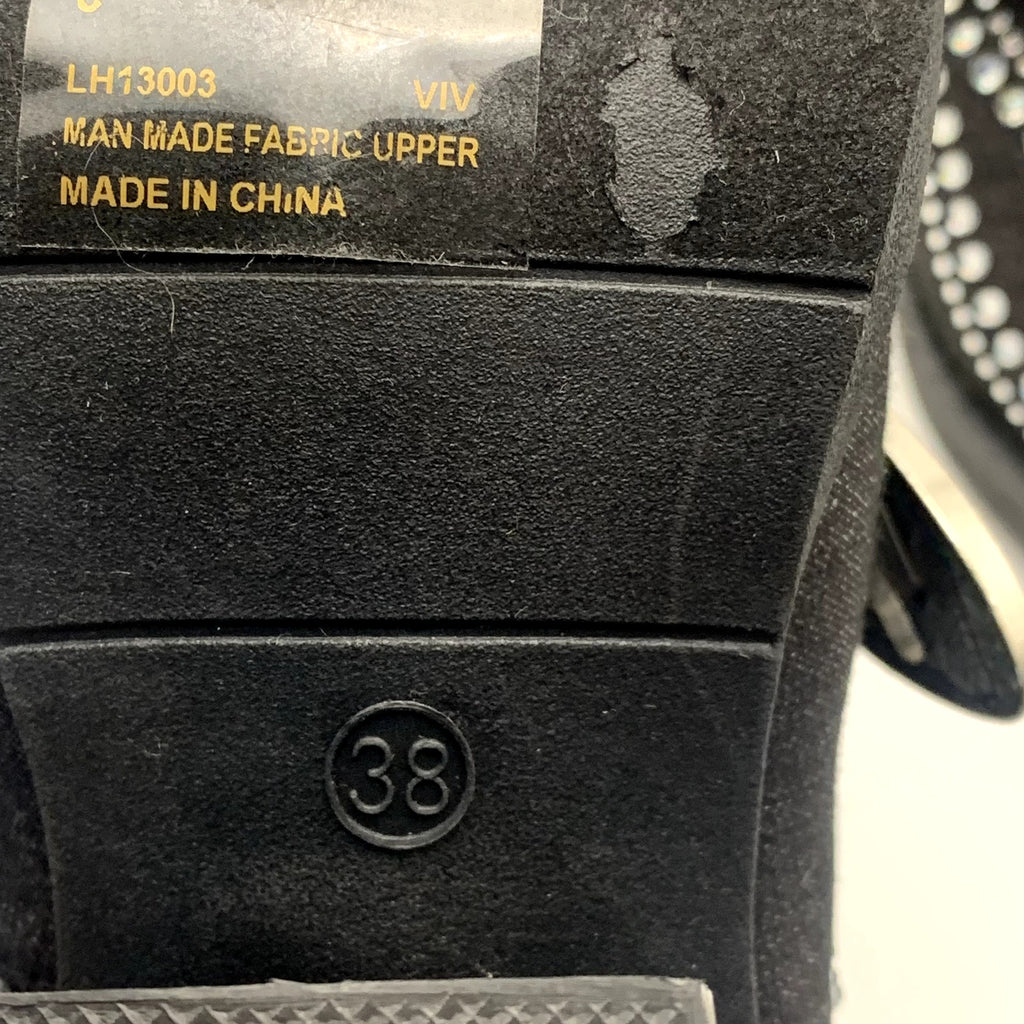 LH13003 VIV
MAN MADE FABRIC UPPER
MADE IN CHINA
38